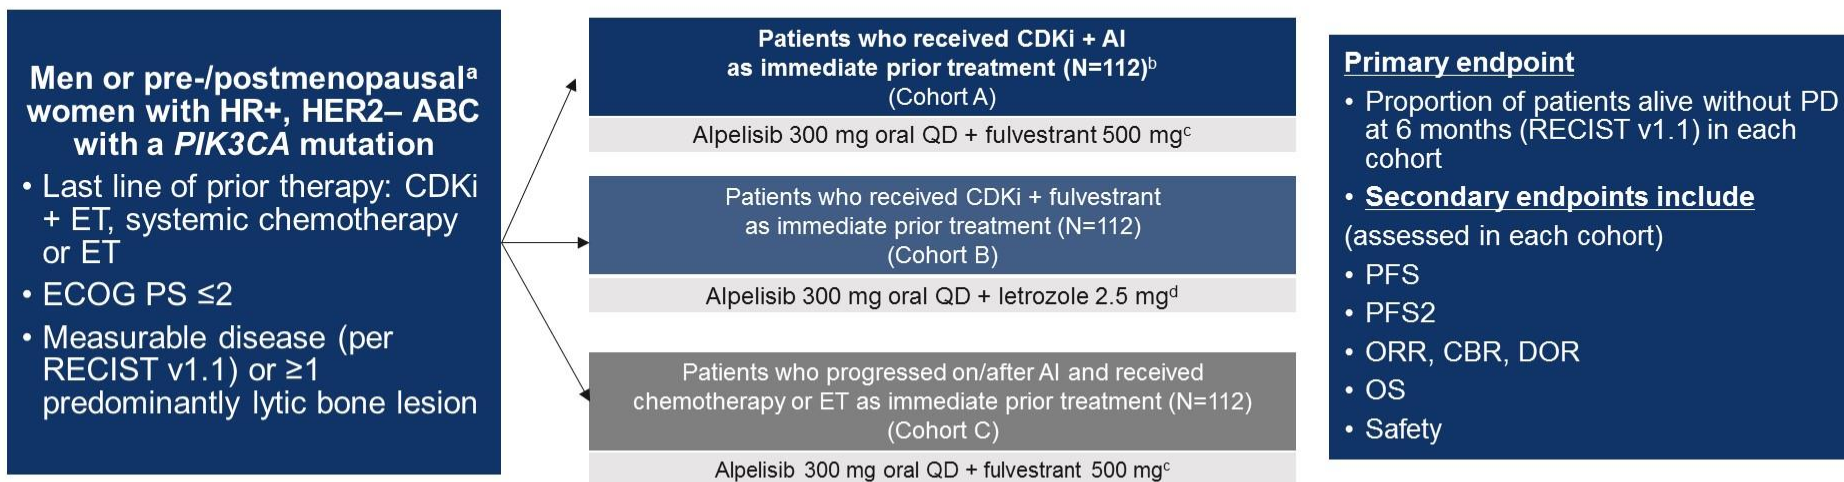 Men or pre-/postmenopausalᵃ
women with HR+, HER2– ABC
with a PIK3CA mutation
• Last line of prior therapy: CDKi
+ ET, systemic chemotherapy
or ET
• ECOG PS ≤2
• Measurable disease (per
RECIST v1.1) or ≥1
predominantly lytic bone lesion
Patients who received CDKi + AI
as immediate prior treatment (N=112)ᵇ
(Cohort A)
Alpelisib 300 mg oral QD + fulvestrant 500 mgᶜ
Patients who received CDKi + fulvestrant
as immediate prior treatment (N=112)
(Cohort B)
Alpelisib 300 mg oral QD + letrozole 2.5 mgᵈ
Patients who progressed on/after AI and received
chemotherapy or ET as immediate prior treatment (N=112)
(Cohort C)
Alpelisib 300 mg oral QD + fulvestrant 500 mgᶜ
Primary endpoint
• Proportion of patients alive without PD
at 6 months (RECIST v1.1) in each
cohort
• Secondary endpoints include
(assessed in each cohort)
• PFS
• PFS2
• ORR, CBR, DOR
• OS
• Safety